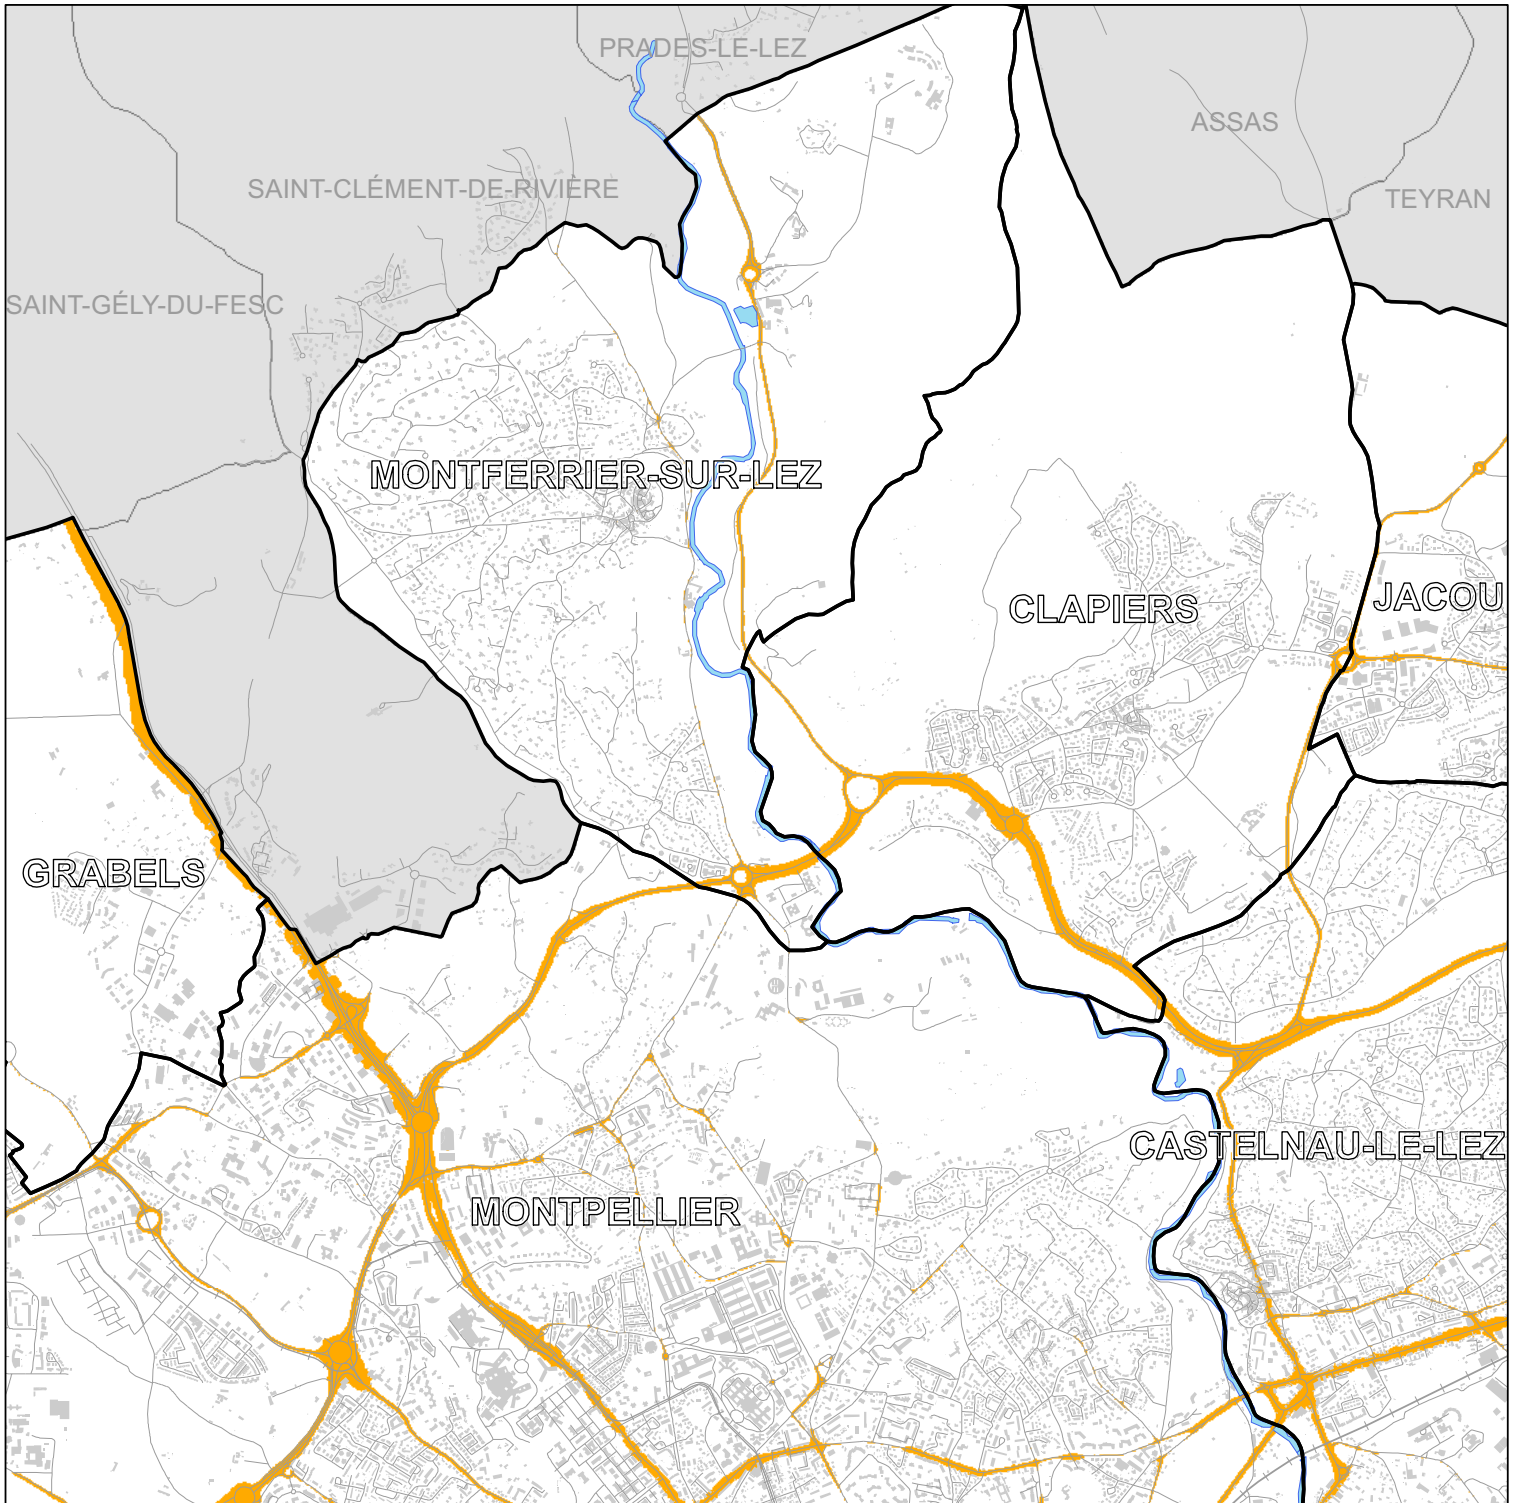 PRADES-LE-LEZ
ASSAS
SAINT-CLÉMENT-DE-RIVIÈRE
TEYRAN
SAINT-GÉLY-DU-FESC
MONTFERRIER-SUR-LEZ
JACOU
CLAPIERS
GRABELS
CASTELNAU-LE-LEZ
MONTPELLIER